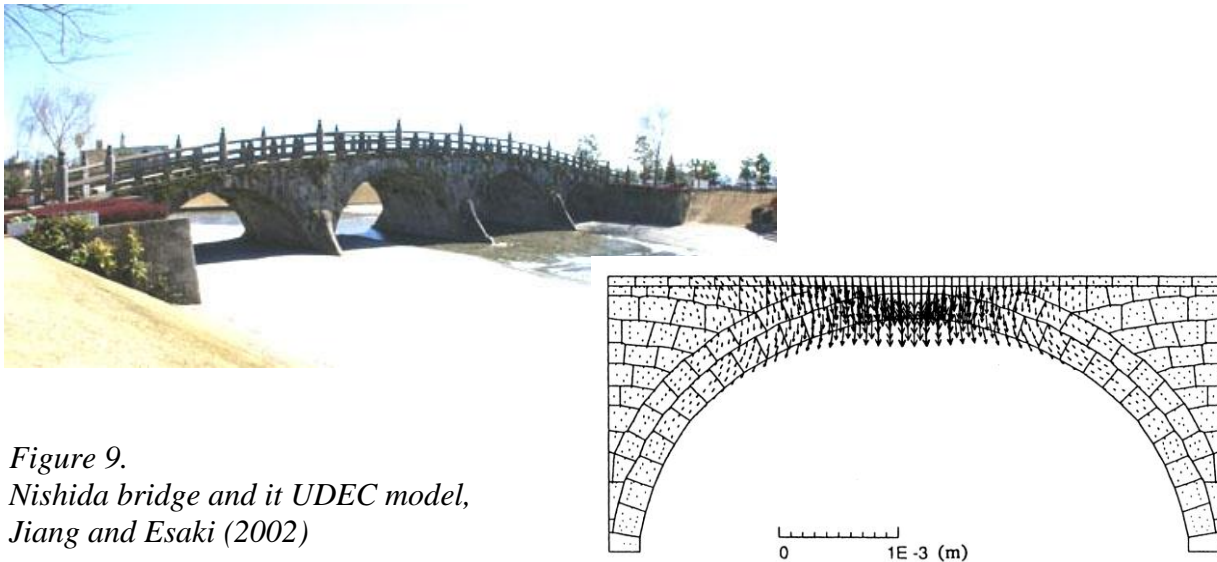 Figure 9.
Nishida bridge and it UDEC model,
Jiang and Esaki (2002)
0 1E -3 (m)